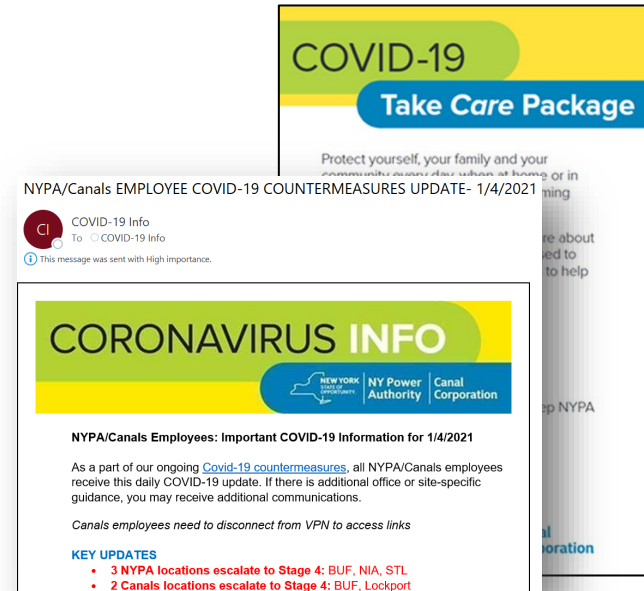 COVID-19
Take Care Package
Protect yourself, your family and your
community every day, when at home or in
ming
re about
ed to
to help
ep NYPA
al
oration
NYPA/Canals EMPLOYEE COVID-19 COUNTERMEASURES UPDATE- 1/4/2021
CI
COVID-19 Info
To COVID-19 Info
This message was sent with High importance.
CORONAVIRUS INFO
NEW YORK
STATE OF
OPPORTUNITY.
NY Power
Authority
Canal
Corporation
NYPA/Canals Employees: Important COVID-19 Information for 1/4/2021
As a part of our ongoing Covid-19 countermeasures, all NYPA/Canals employees
receive this daily COVID-19 update. If there is additional office or site-specific
guidance, you may receive additional communications.
Canals employees need to disconnect from VPN to access links
KEY UPDATES
• 3 NYPA locations escalate to Stage 4: BUF, NIA, STL
• 2 Canals locations escalate to Stage 4: BUF, Lockport